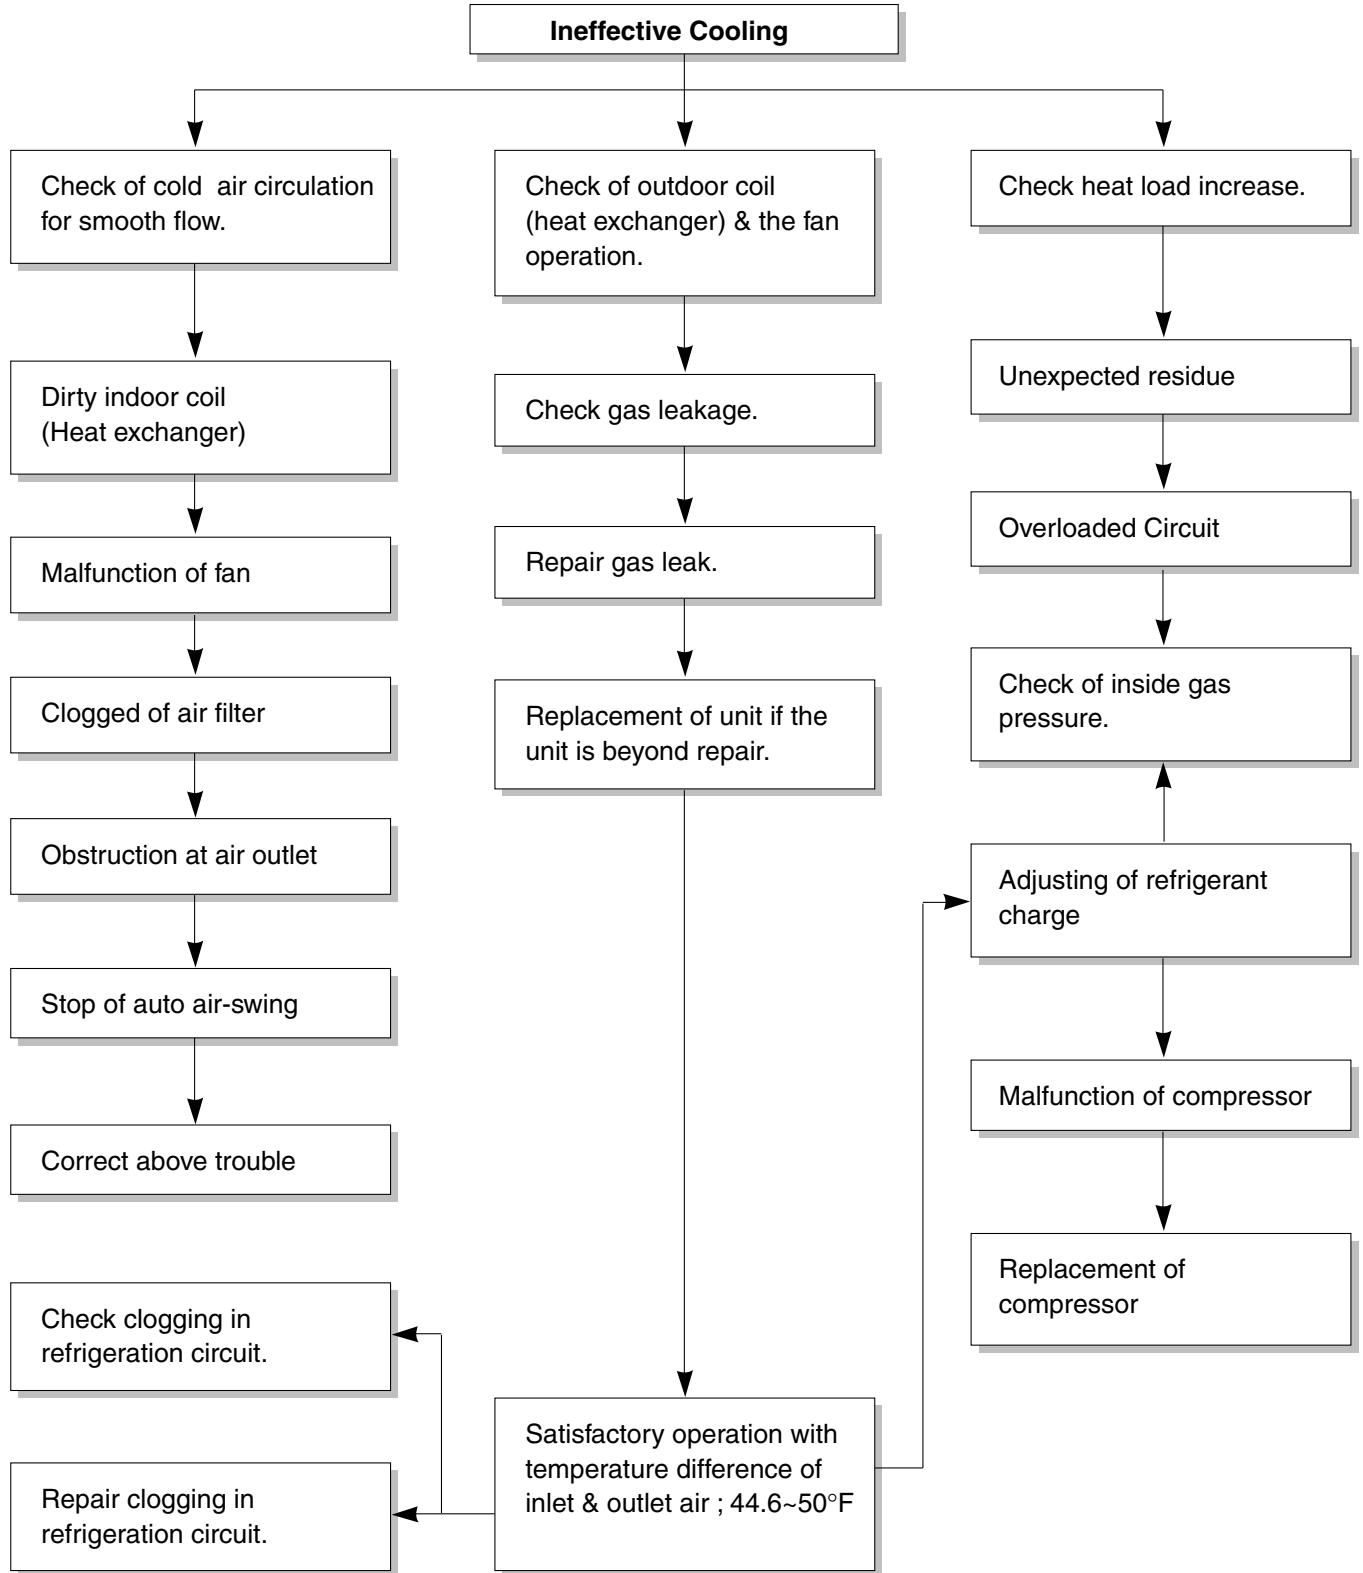 Ineffective Cooling
Check of cold air circulation
for smooth flow.
Dirty indoor coil
(Heat exchanger)
Malfunction of fan
Clogged of air filter
Obstruction at air outlet
Stop of auto air-swing
Correct above trouble
Check clogging in
refrigeration circuit.
Repair clogging in
refrigeration circuit.
Check of outdoor coil
(heat exchanger) & the fan
operation.
Check gas leakage.
Repair gas leak.
Replacement of unit if the
unit is beyond repair.
Satisfactory operation with
temperature difference of
inlet & outlet air ; 44.6~50°F
Check heat load increase.
Unexpected residue
Overloaded Circuit
Check of inside gas
pressure.
Adjusting of refrigerant
charge
Malfunction of compressor
Replacement of
compressor